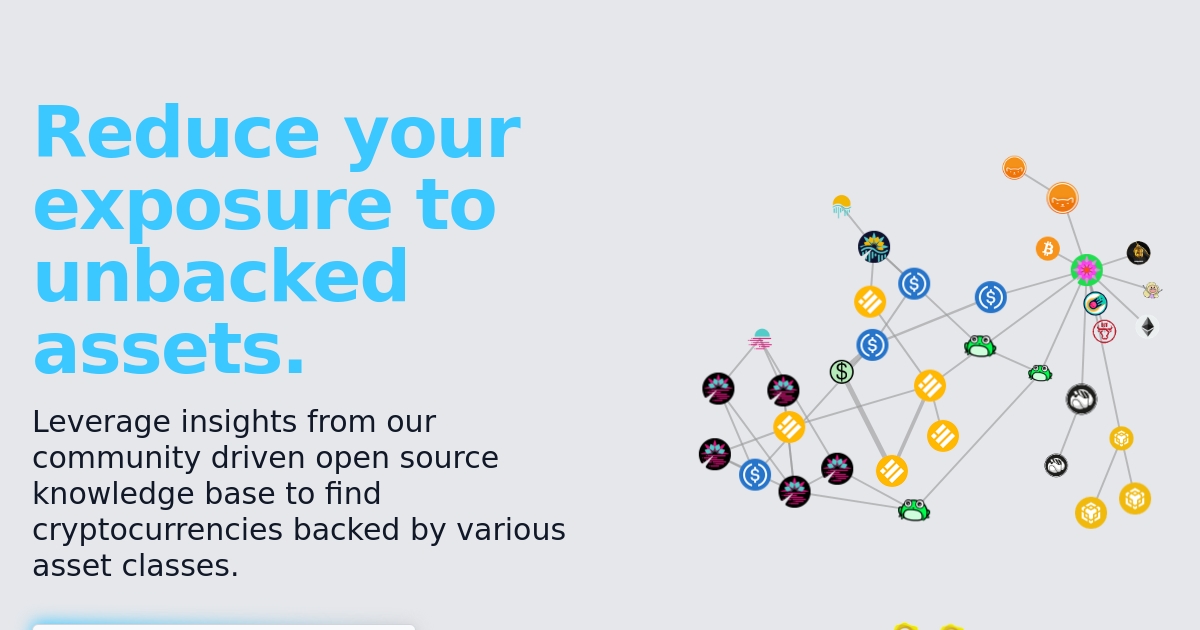 Reduce your
exposure to
unbacked
assets.
Leverage insights from our
community driven open source
knowledge base to find
cryptocurrencies backed by various
asset classes.